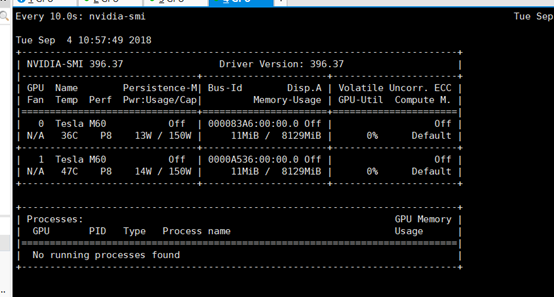 Every 10.0s: nvidia-smi Tue Sep
Tue Sep  4 10:57:49 2018
+-----------------------------------------------------------------------------+
| NVIDIA-SMI 396.37                 Driver Version: 396.37                    |
|-------------------------------+----------------------+----------------------+
| GPU  Name        Persistence-M| Bus-Id        Disp.A | Volatile Uncorr. ECC |
| Fan  Temp  Perf  Pwr:Usage/Cap|         Memory-Usage | GPU-Util  Compute M. |
|===============================+======================+======================|
|   0  Tesla M60           Off  | 000083A6:00:00.0 Off |                  Off |
| N/A   36C    P8    13W / 150W |     11MiB /  8129MiB |      0%      Default |
+-------------------------------+----------------------+----------------------+
|   1  Tesla M60           Off  | 0000A536:00:00.0 Off |                  Off |
| N/A   47C    P8    14W / 150W |     11MiB /  8129MiB |      0%      Default |
+-------------------------------+----------------------+----------------------+
+-----------------------------------------------------------------------------+
| Processes:                                                       GPU Memory |
|  GPU       PID   Type   Process name                             Usage      |
|=============================================================================|
|  No running processes found                                                 |
+-----------------------------------------------------------------------------+